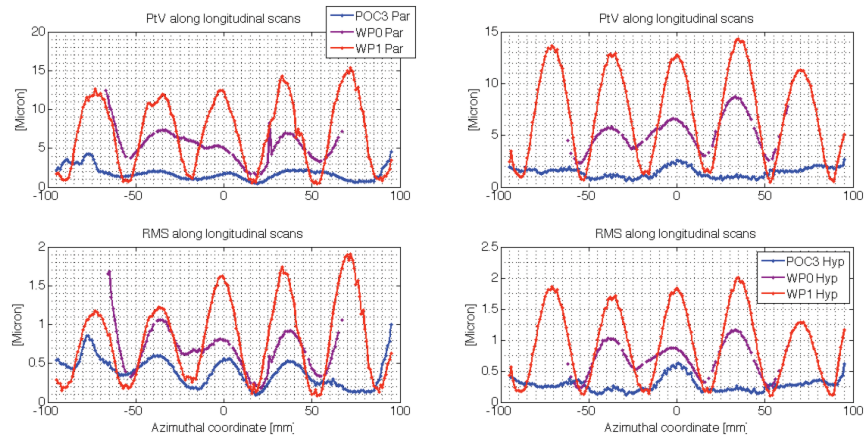 PtV along longitudinal scans
[Micron]
20
15
10
5
0
-100
-50
0
50
100
POC3 Par
WP0 Par
WP1 Par
PtV along longitudinal scans
[Micron]
15
10
5
0
-100
-50
0
50
100
RMS along longitudinal scans
[Micron]
2
1.5
1
0.5
0
-100
-50
0
50
100
Azimuthal coordinate [mm]
RMS along longitudinal scans
[Micron]
2.5
2
1.5
1
0.5
0
-100
-50
0
50
100
POC3 Hyp
WP0 Hyp
WP1 Hyp
Azimuthal coordinate [mm]